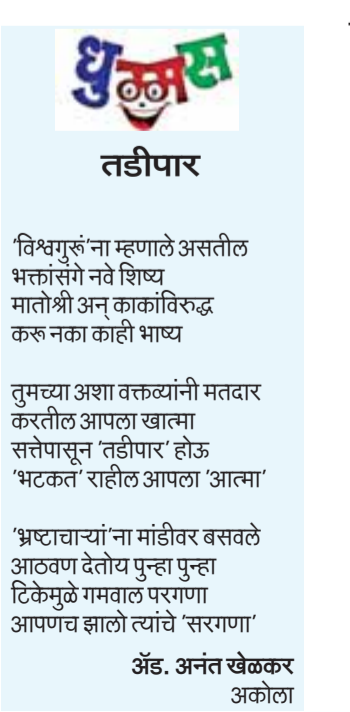 धुम्मस
तडीपार
'विश्वगुरूं'ना म्हणाले असतील
भक्तांसंगे नवे शिष्य
मातोश्री अन् काकांविरुद्ध
करू नका काही भाष्य
तुमच्या अशा वक्तव्यांनी मतदार
करतील आपला खात्मा
सत्तेपासून 'तडीपार' होऊ
'भटकत' राहील आपला 'आत्मा'
'भ्रष्टाचाऱ्यां'ना मांडीवर बसवले
आठवण देतोय पुन्हा पुन्हा
टिकेमुळे गमवाल परगणा
आपणच झालो त्यांचे 'सरगणा'
ॲड. अनंत खेळकर
अकोला